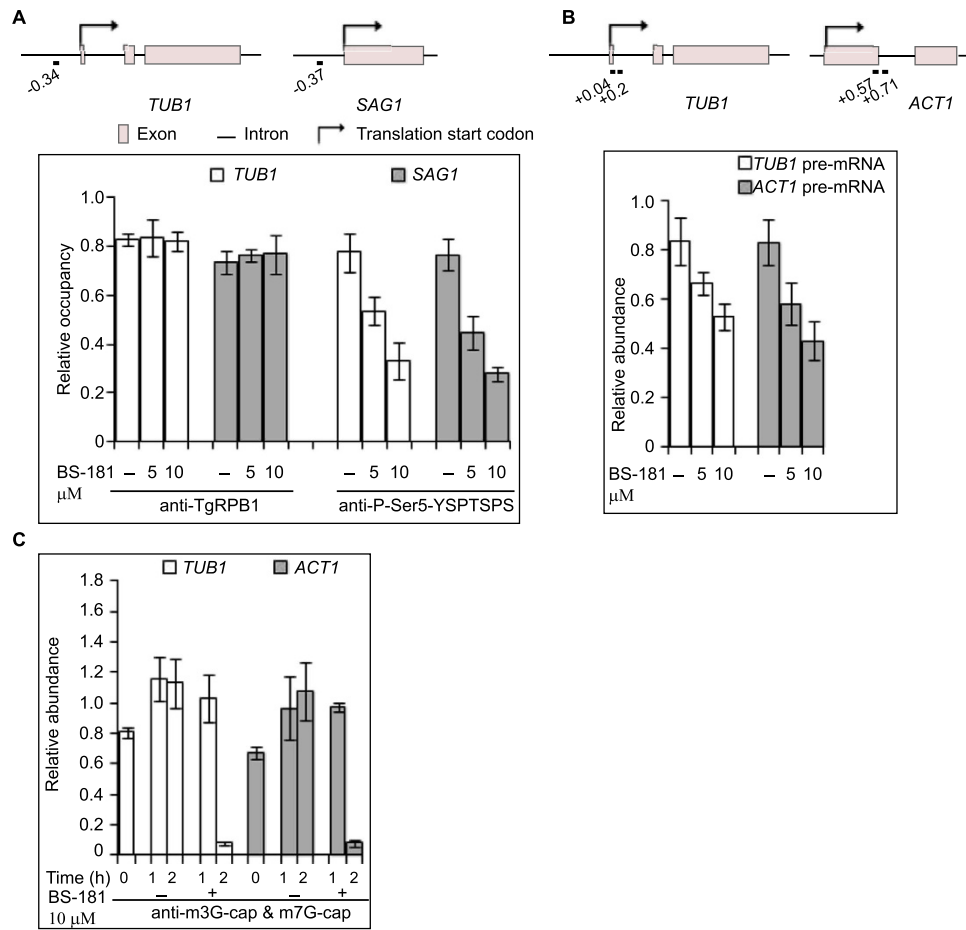 A
-0.34
TUB1
-0.37
SAG1
Exon
Intron
Translation start codon
TUB1
SAG1
Relative occupancy
1.0
0.8
0.6
0.4
0.2
0
BS-181 – 5 10 – 5 10 – 5 10 – 5 10
µM
anti-TgRPB1
anti-P-Ser5-YSPTSPS
B
+0.04
+0.2
TUB1
+0.57
+0.71
ACT1
TUB1 pre-mRNA
ACT1 pre-mRNA
Relative abundance
1.0
0.8
0.6
0.4
0.2
0
BS-181 – 5 10 – 5 10
µM
C
TUB1
ACT1
Relative abundance
1.8
1.6
1.4
1.2
1.0
0.8
0.6
0.4
0.2
0
Time (h) 0 1 2 1 2 0 1 2 1 2
BS-181 – + – +
10 µM
anti-m3G-cap & m7G-cap